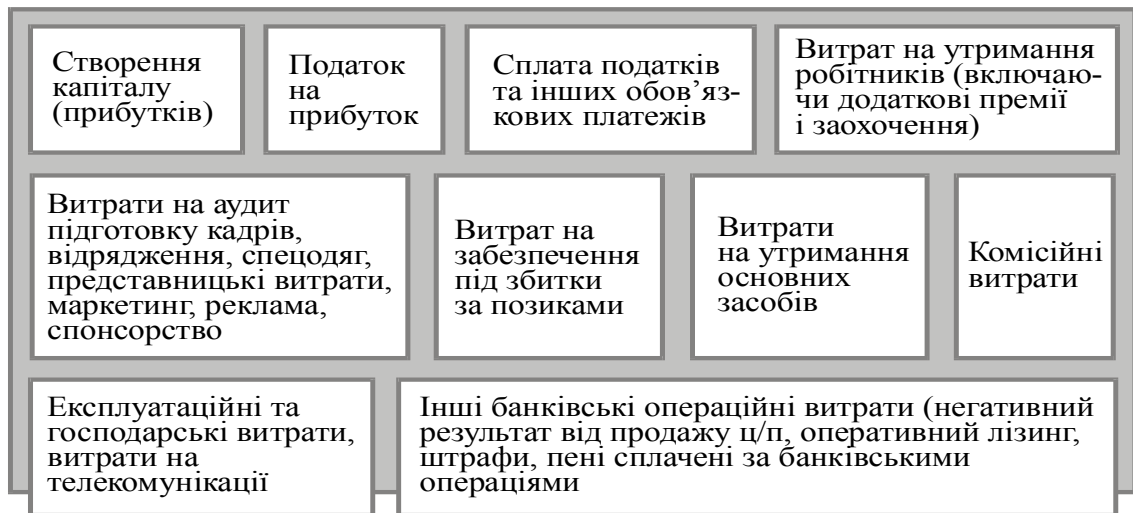 Створення
капіталу
(прибутків)
Податок
на
прибуток
Сплата податків
та інших обов’яз-
кових платежів
Витрат на утримання
робітників (включаю-
чи додаткові премії
і заохочення)
Витрати на аудит
підготовку кадрів,
відрядження, спецодяг,
представницькі витрати,
маркетинг, реклама,
спонсорство
Витрат на
забезпечення
під збитки
за позиками
Витрати
на утримання
основних
засобів
Комісійні
витрати
Експлуатаційні та
господарські витрати,
витрати на
телекомунікації
Інші банківські операційні витрати (негативний
результат від продажу ц/п, оперативний лізинг,
штрафи, пені сплачені за банківськими
операціями